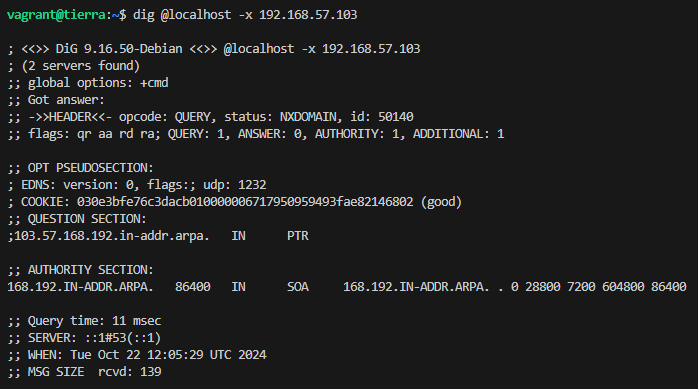 vagrant@tierra:~$ dig @localhost -x 192.168.57.103
; <<>> DiG 9.16.50-Debian <<>> @localhost -x 192.168.57.103
; (2 servers found)
;; global options: +cmd
;; Got answer:
;; ->>HEADER<<- opcode: QUERY, status: NXDOMAIN, id: 50140
;; flags: qr aa rd ra; QUERY: 1, ANSWER: 0, AUTHORITY: 1, ADDITIONAL: 1
;; OPT PSEUDOSECTION:
; EDNS: version: 0, flags:; udp: 1232
; COOKIE: 030e3bfe76c3dacb010000006717950959493fae82146802 (good)
;; QUESTION SECTION:
;103.57.168.192.in-addr.arpa. IN PTR
;; AUTHORITY SECTION:
168.192.IN-ADDR.ARPA. 86400 IN SOA 168.192.IN-ADDR.ARPA. . 0 28800 7200 604800 86400
;; Query time: 11 msec
;; SERVER: ::1#53(::1)
;; WHEN: Tue Oct 22 12:05:29 UTC 2024
;; MSG SIZE rcvd: 139